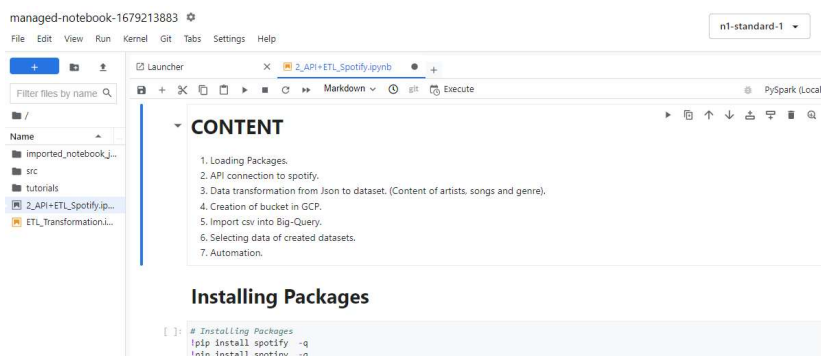 managed-notebook-1679213883
n1-standard-1
File Edit View Run Kernel Git Tabs Settings Help
+
Launcher
2_API+ETL_Spotify.ipynb
+
Filter files by name
Markdown
git
Execute
PySpark (Local
/
Name
imported_notebook_j...
src
tutorials
2_API+ETL_Spotify.ip...
ETL_Transformation.i...
CONTENT
1. Loading Packages.
2. API connection to spotify.
3. Data transformation from Json to dataset. (Content of artists, songs and genre).
4. Creation of bucket in GCP.
5. Import csv into Big-Query.
6. Selecting data of created datasets.
7. Automation.
Installing Packages
[ ]: # Installing Packages
!pip install spotify -q
!pip install spotipy -q